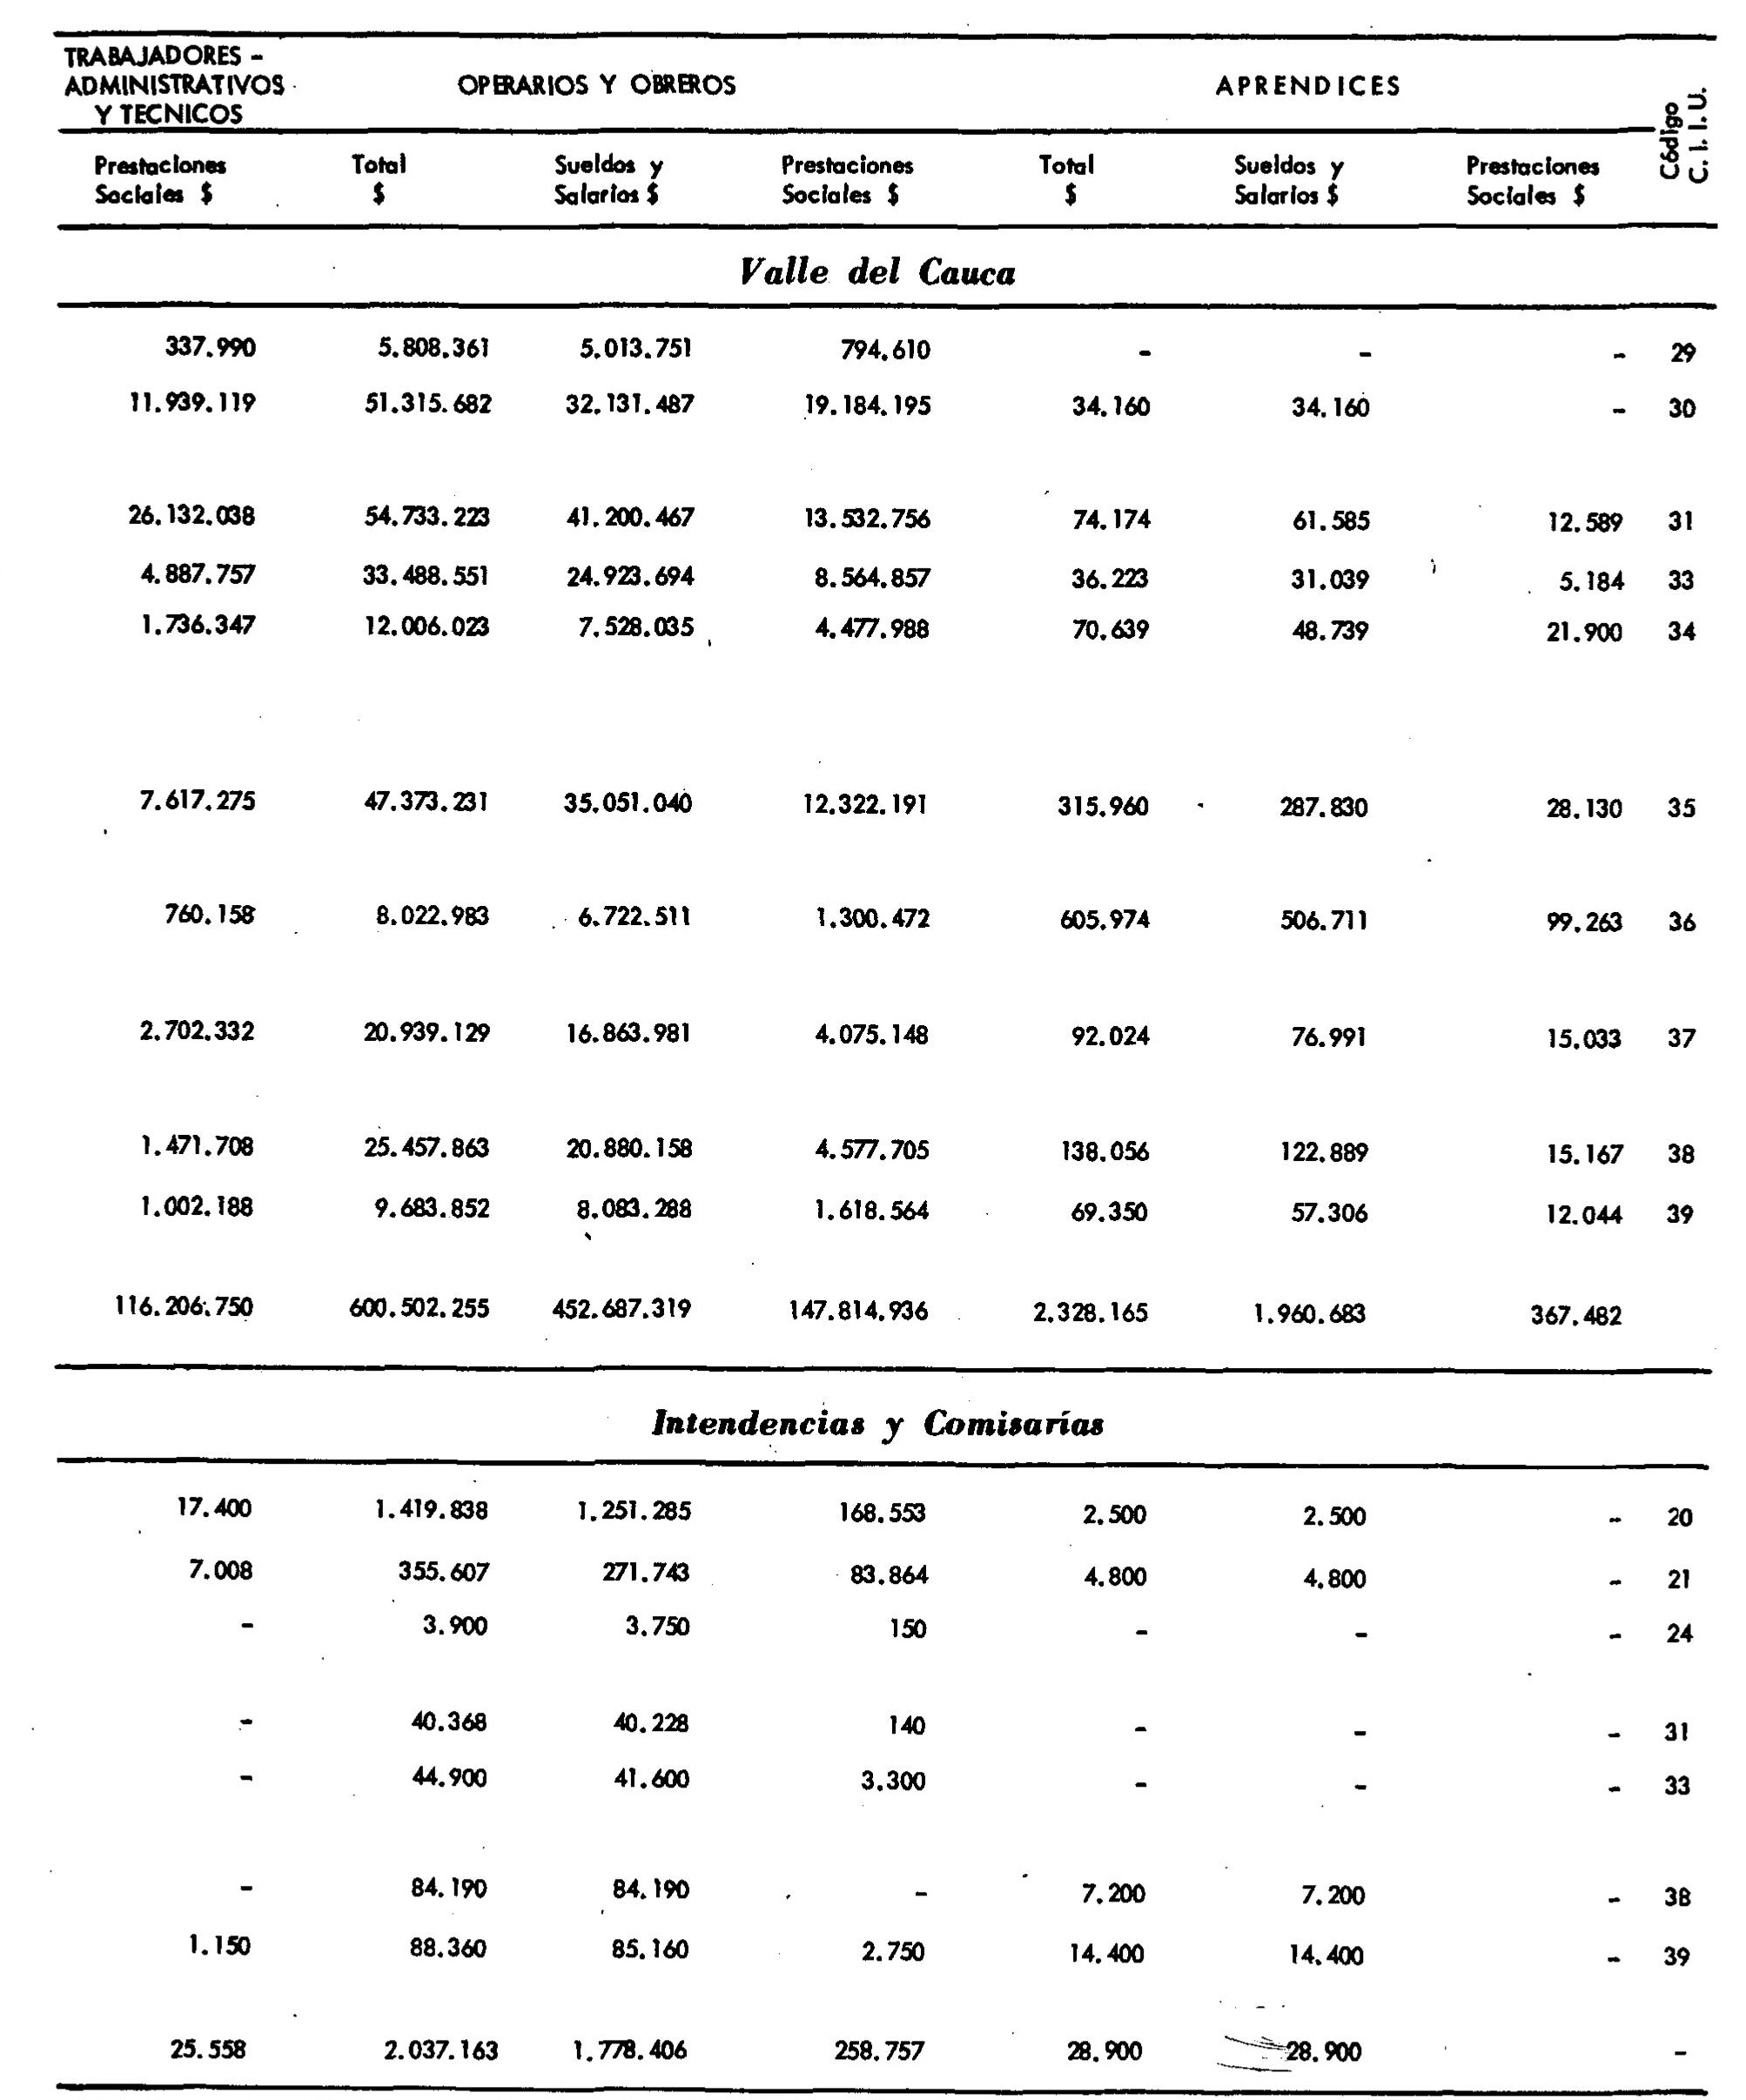 TRABAJADORES -
ADMINISTRATIVOS
Y TECNICOS
OPERARIOS Y OBREROS
APRENDICES
Código
C. I. I. U.
Prestaciones Total Sueldos y Prestaciones Total Sueldos y Prestaciones
Sociales $ $ Salarios $ Sociales $ $ Salarios $ Sociales $
Valle del Cauca
337.990 5.808.361 5.013.751 794.610 - - - 29
11.939.119 51.315.682 32.131.487 19.184.195 34.160 34.160 - 30
26.132.038 54.733.223 41.200.467 13.532.756 74.174 61.585 12.589 31
4.887.757 33.488.551 24.923.694 8.564.857 36.223 31.039 5.184 33
1.736.347 12.006.023 7.528.035 4.477.988 70.639 48.739 21.900 34
7.617.275 47.373.231 35.051.040 12.322.191 315.960 287.830 28.130 35
760.158 8.022.983 6.722.511 1.300.472 605.974 506.711 99.263 36
2.702.332 20.939.129 16.863.981 4.075.148 92.024 76.991 15.033 37
1.471.708 25.457.863 20.880.158 4.577.705 138.056 122.889 15.167 38
1.002.188 9.683.852 8.083.288 1.618.564 69.350 57.306 12.044 39
116.206.750 600.502.255 452.687.319 147.814.936 2.328.165 1.960.683 367.482
Intendencias y Comisarías
17.400 1.419.838 1.251.285 168.553 2.500 2.500 - 20
7.008 355.607 271.743 83.864 4.800 4.800 - 21
- 3.900 3.750 150 - - - 24
- 40.368 40.228 140 - - - 31
- 44.900 41.600 3.300 - - - 33
- 84.190 84.190 - 7.200 7.200 - 38
1.150 88.360 85.160 2.750 14.400 14.400 - 39
25.558 2.037.163 1.778.406 258.757 28.900 28.900 -